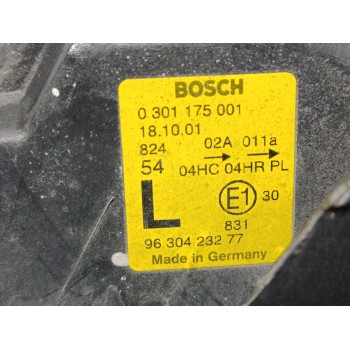 BOSCH
0 301 175 001
18.10.01
824 02A 011a
54 04HC 04HR PL
L E1 30
831
96 304 232 77
Made in Germany